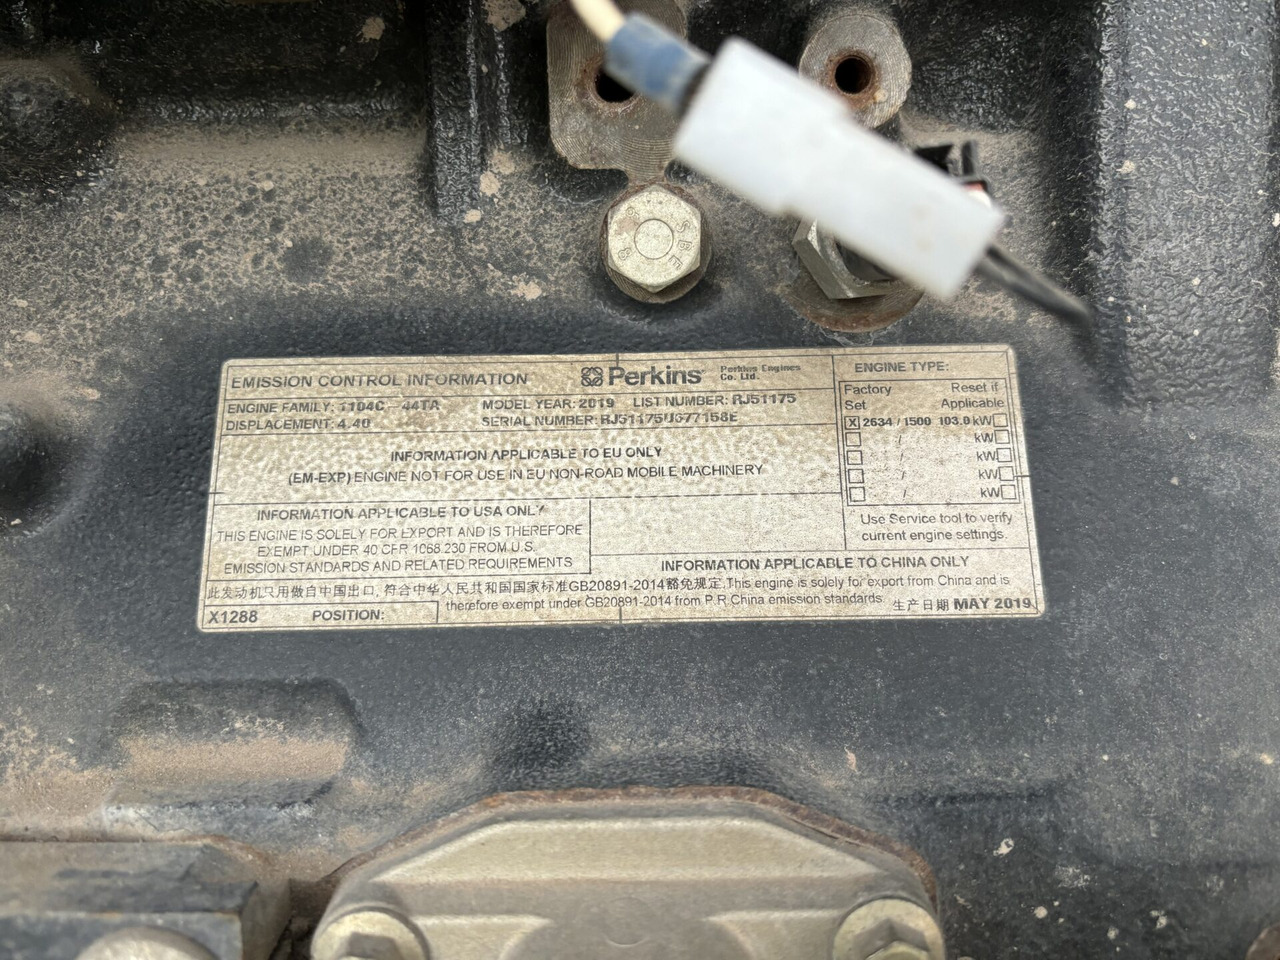 EMISSION CONTROL INFORMATION Perkins Perkins Engines Co. Ltd.
ENGINE FAMILY: 1104C 44TA MODEL YEAR: 2019 LIST NUMBER: RJ51175
DISPLACEMENT: 4.40 SERIAL NUMBER: RJ51175U677158E
INFORMATION APPLICABLE TO EU ONLY
(EM-EXP) ENGINE NOT FOR USE IN EU NON-ROAD MOBILE MACHINERY
ENGINE TYPE:
Factory Set Reset if Applicable
X 2634 / 1500 103.0 kW
/ kW
/ kW
/ kW
/ kW
Use Service tool to verify
current engine settings.
INFORMATION APPLICABLE TO USA ONLY
THIS ENGINE IS SOLELY FOR EXPORT AND IS THEREFORE
EXEMPT UNDER 40 CFR 1068.230 FROM U.S.
EMISSION STANDARDS AND RELATED REQUIREMENTS
INFORMATION APPLICABLE TO CHINA ONLY
此发动机只用做自中国出口, 符合中华人民共和国国家标准GB20891-2014豁免规定.This engine is solely for export from China and is
therefore exempt under GB20891-2014 from P.R.China emission standards. 生产日期 MAY 2019
X1288 POSITION: